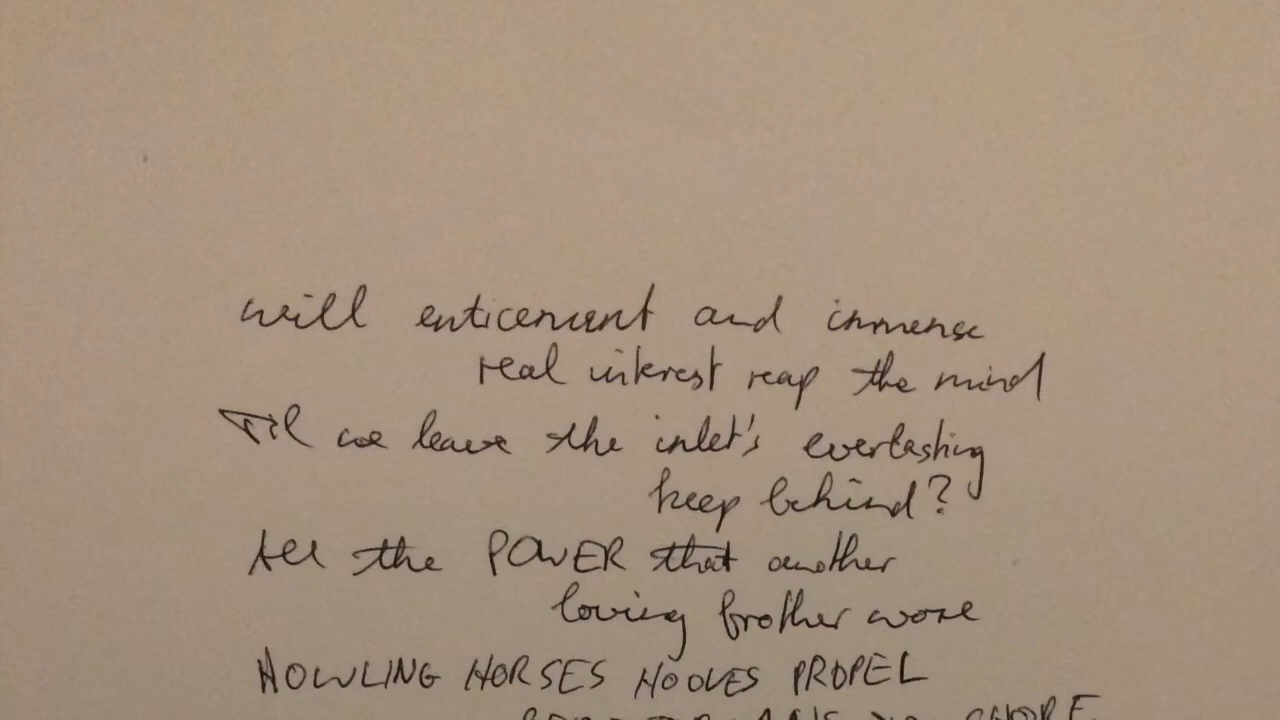 will enticement and immense
real interest reap the mind
Til we leave the inlet's everlasting
keep behind?
All the POWER that another
loving brother wore
HOWLING HORSES HOOVES PROPEL
SHORE